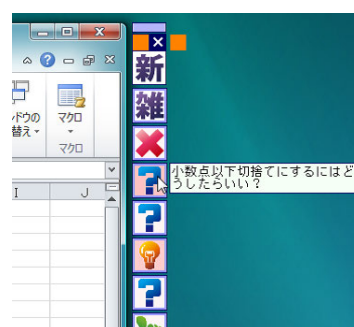 新
雑
ドウの
替え
マクロ
マクロ
小数点以下切捨てにするにはど
うしたらいい？
I
J